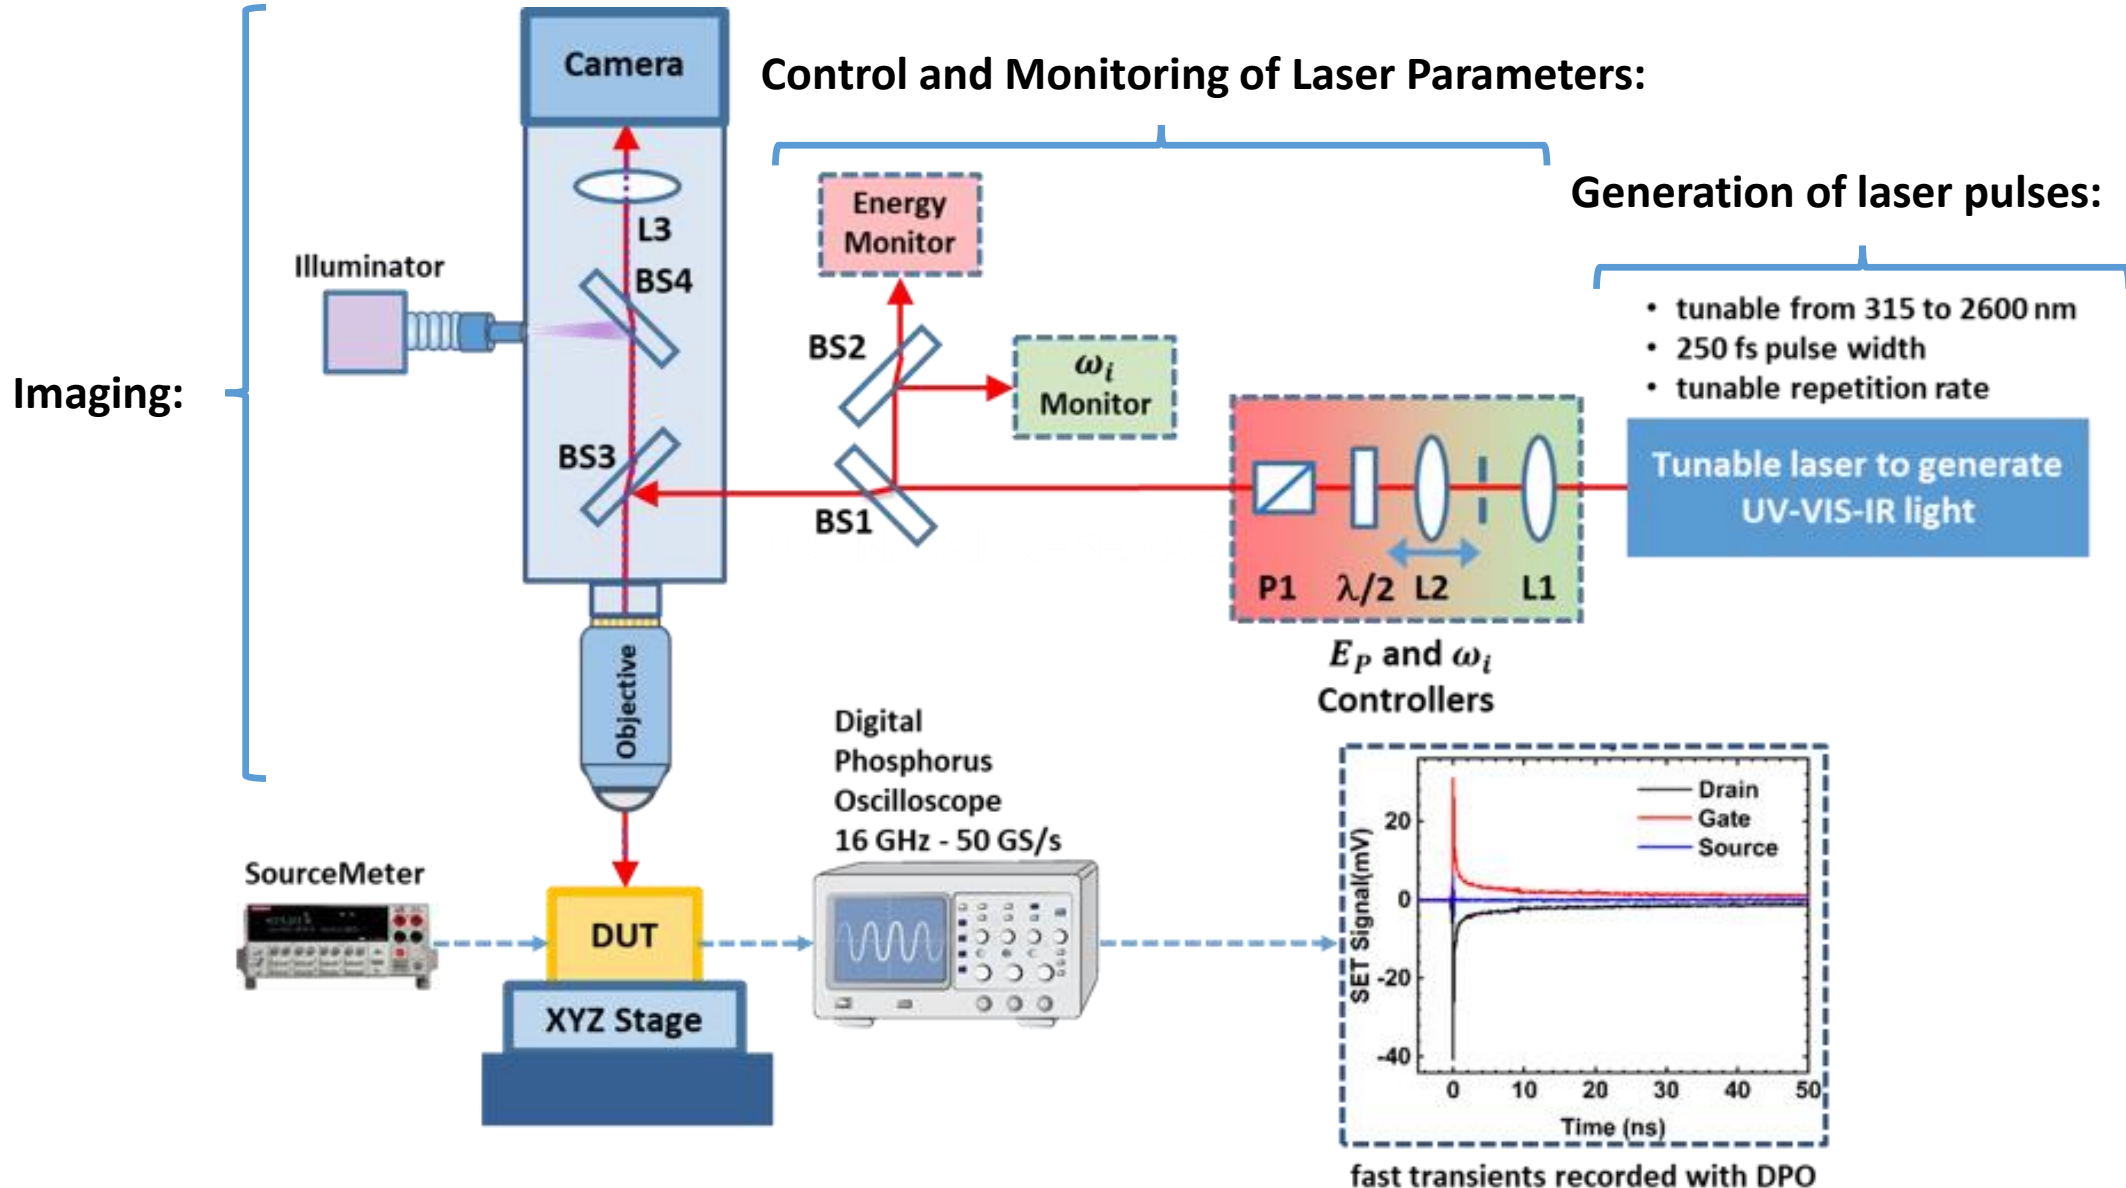 Camera
Control and Monitoring of Laser Parameters:
Generation of laser pulses:
Energy
Monitor
L3
Illuminator
BS4
• tunable from 315 to 2600 nm
• 250 fs pulse width
• tunable repetition rate
BS2
ωᵢ
Monitor
Imaging:
BS3
BS1
Tunable laser to generate
UV-VIS-IR light
P1
λ/2
L2
L1
E_P and ωᵢ
Controllers
Objective
Digital
Phosphorus
Oscilloscope
16 GHz - 50 GS/s
SourceMeter
DUT
XYZ Stage
SET Signal(mV)
20
0
-20
-40
Drain
Gate
Source
0 10 20 30 40 50
Time (ns)
fast transients recorded with DPO